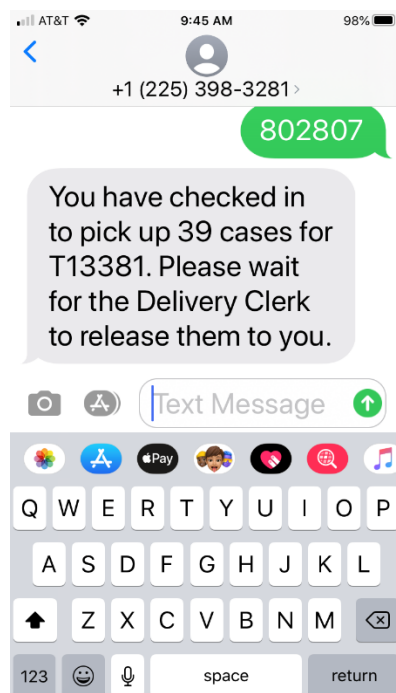 AT&T 9:45 AM 98%
+1 (225) 398-3281
802807
You have checked in
to pick up 39 cases for
T13381. Please wait
for the Delivery Clerk
to release them to you.
Text Message
Pay
Q W E R T Y U I O P
A S D F G H J K L
Z X C V B N M
123 space return